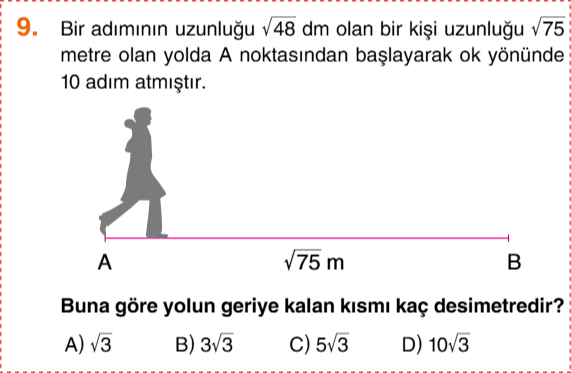 9. Bir adımının uzunluğu √48 dm olan bir kişi uzunluğu √75
metre olan yolda A noktasından başlayarak ok yönünde
10 adım atmıştır.
A √75 m B
Buna göre yolun geriye kalan kısmı kaç desimetredir?
A) √3 B) 3√3 C) 5√3 D) 10√3